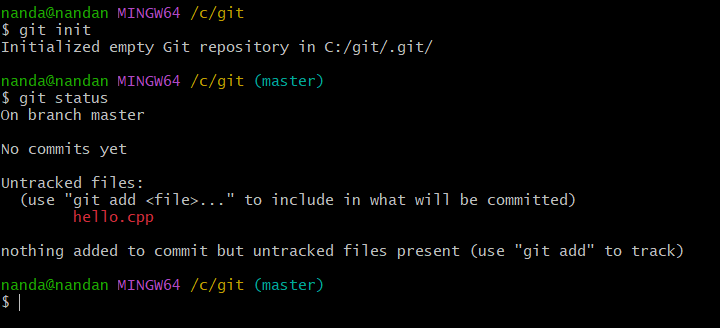 nanda@nandan MINGW64 /c/git
$ git init
Initialized empty Git repository in C:/git/.git/
nanda@nandan MINGW64 /c/git (master)
$ git status
On branch master
No commits yet
Untracked files:
(use "git add <file>..." to include in what will be committed)
hello.cpp
nothing added to commit but untracked files present (use "git add" to track)
nanda@nandan MINGW64 /c/git (master)
$